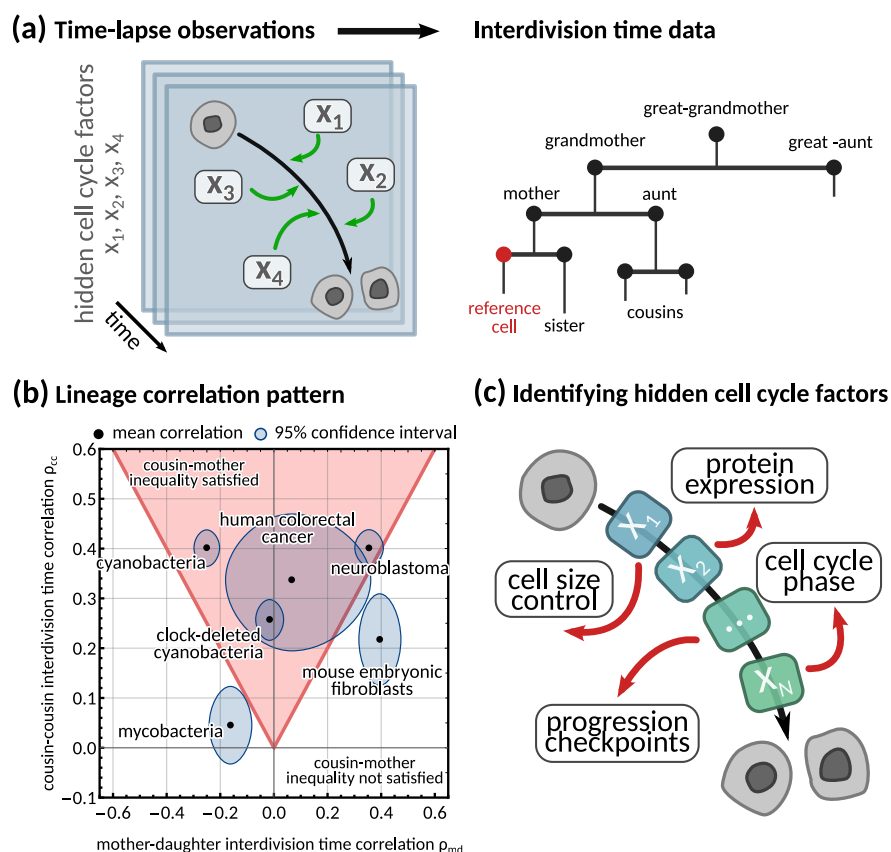 (a) Time-lapse observations
Interdivision time data
hidden cell cycle factors
x1, x2, x3, x4
time
X1
X2
X3
X4
great-grandmother
grandmother
great -aunt
mother
aunt
reference
cell
sister
cousins
(b) Lineage correlation pattern
mean correlation
95% confidence interval
cousin-cousin interdivision time correlation ρcc
0.6
0.5
0.4
0.3
0.2
0.1
0.0
−0.1
cousin-mother
inequality satisfied
human colorectal
cancer
cyanobacteria
neuroblastoma
clock-deleted
cyanobacteria
mouse embryonic
fibroblasts
mycobacteria
cousin-mother
inequality not satisfied
−0.6 −0.4 −0.2 0.0 0.2 0.4 0.6
mother-daughter interdivision time correlation ρmd
(c) Identifying hidden cell cycle factors
protein
expression
X1
X2
...
XN
cell size
control
cell cycle
phase
progression
checkpoints